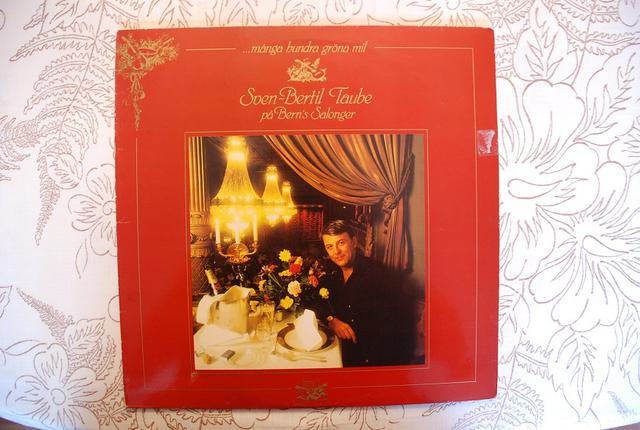 ...många hundra gröna mil
Sven-Bertil Taube
på Bern's Salonger